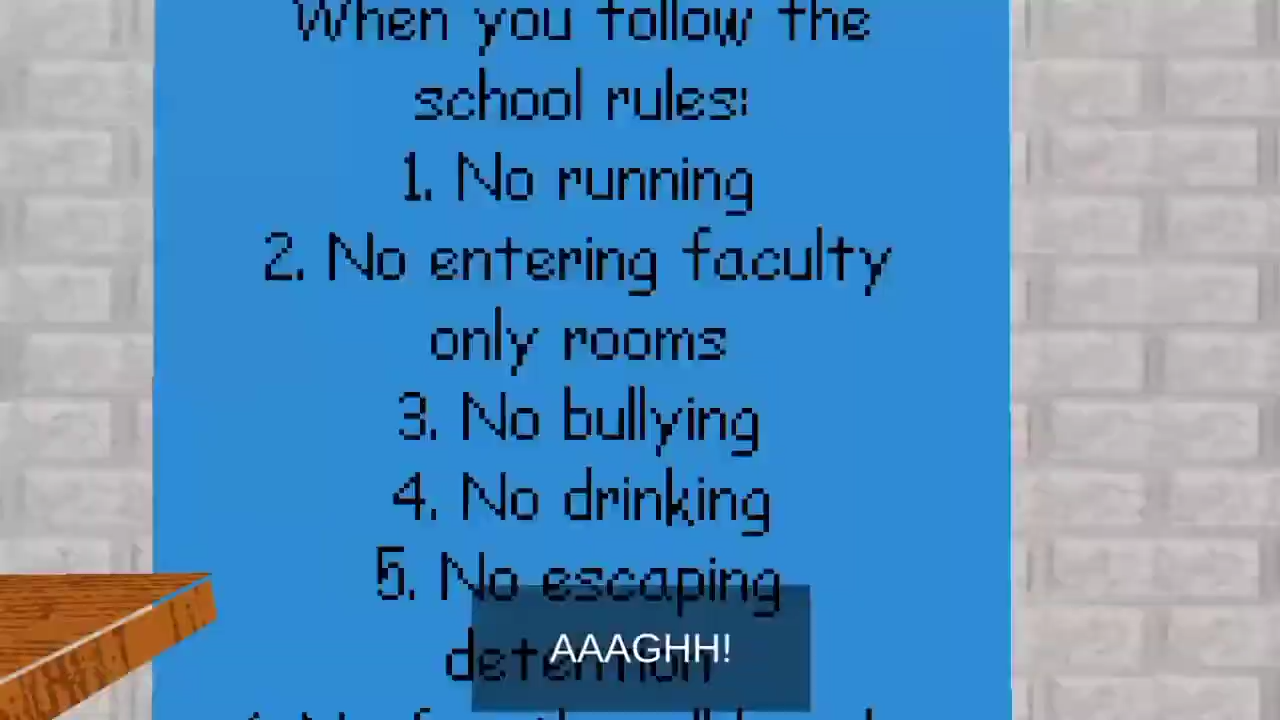 When you follow the
school rules:
1. No running
2. No entering faculty
only rooms
3. No bullying
4. No drinking
5. No escaping
detention
AAAGHH!